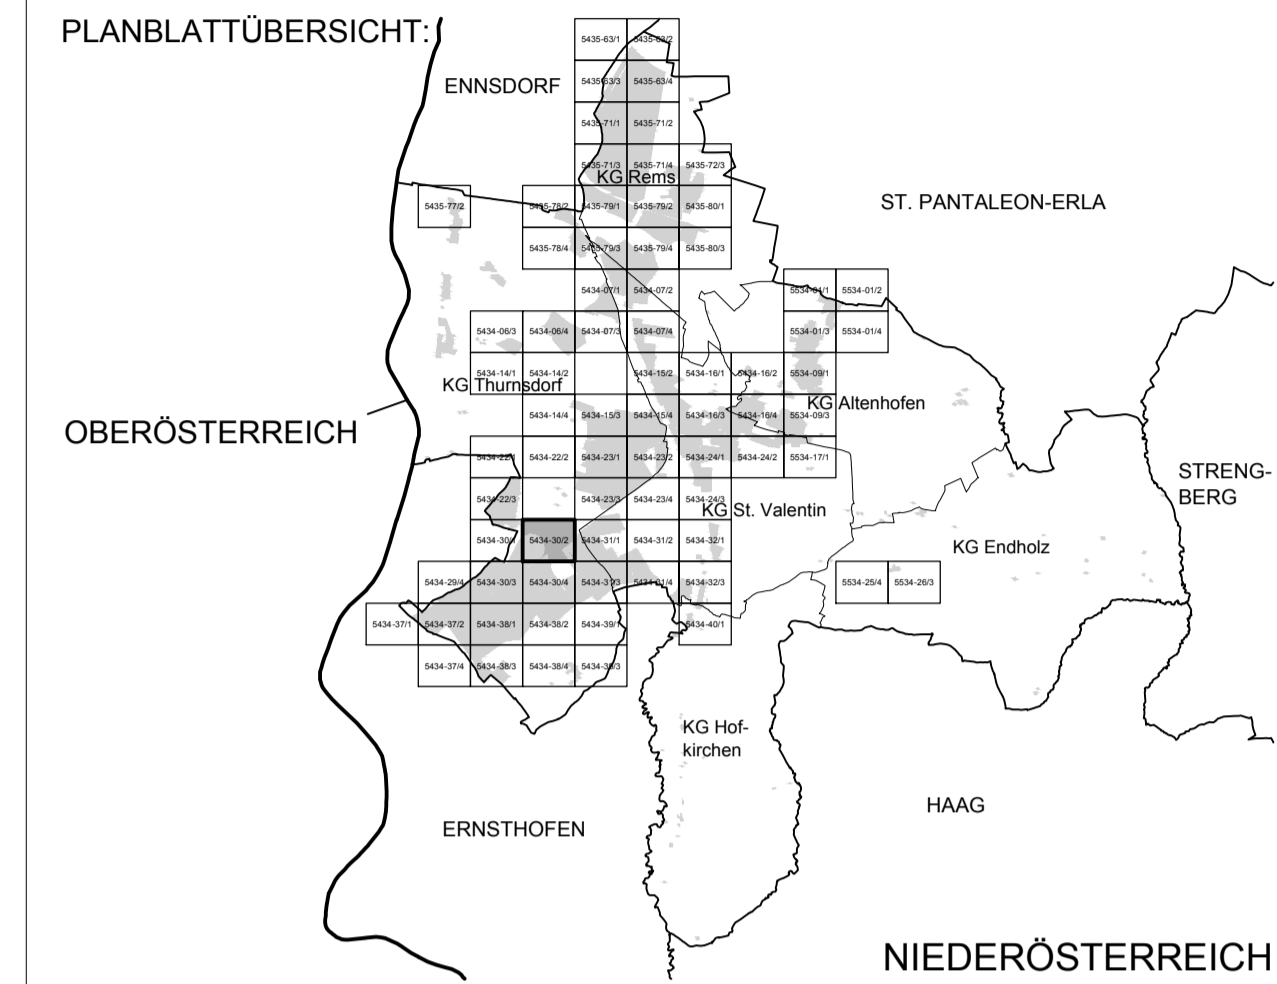 PLANBLATTÜBERSICHT:
5435-63/1 5435-63/2
ENNSDORF
5435-63/3 5435-63/4
5435-71/1 5435-71/2
5435-71/3 5435-71/4 5435-72/3
KG Rems
ST. PANTALEON-ERLA
5435-77/2 5435-78/2 5435-79/1 5435-79/2 5435-80/1
5435-78/4 5435-79/3 5435-79/4 5435-80/3
5434-07/1 5434-07/2 5534-01/1 5534-01/2
5434-06/3 5434-06/4 5434-07/3 5434-07/4 5534-01/3 5534-01/4
5434-14/1 5434-14/2 5434-15/2 5434-16/1 5434-16/2 5534-09/1
KG Thurnsdorf
KG Altenhofen
5434-14/4 5434-15/3 5434-15/4 5434-16/3 5434-16/4 5534-09/3
OBERÖSTERREICH
5434-22/1 5434-22/2 5434-23/1 5434-23/2 5434-24/1 5434-24/2 5534-17/1
STRENG-
BERG
5434-22/3 5434-23/3 5434-23/4 5434-24/3
KG St. Valentin
5434-30/1 5434-30/2 5434-31/1 5434-31/2 5434-32/1
KG Endholz
5434-29/4 5434-30/3 5434-30/4 5434-31/3 5434-31/4 5434-32/3 5534-25/4 5534-26/3
5434-37/1 5434-37/2 5434-38/1 5434-38/2 5434-39/1 5434-40/1
5434-37/4 5434-38/3 5434-38/4 5434-39/3
KG Hof-
kirchen
HAAG
ERNSTHOFEN
NIEDERÖSTERREICH